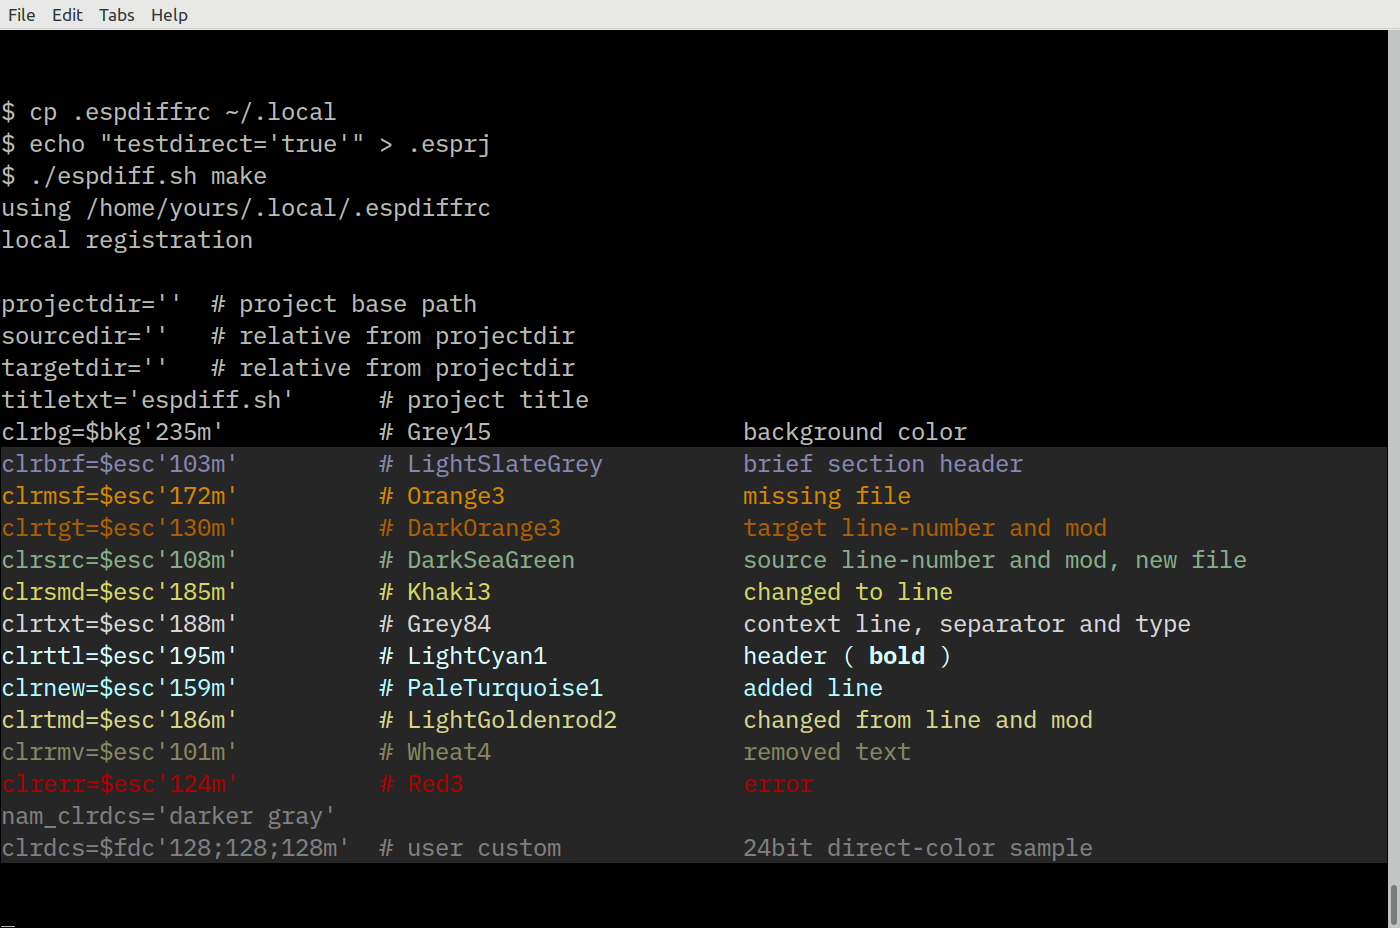 File Edit Tabs Help
$ cp .espdiffrc ~/.local
$ echo "testdirect='true'" > .esprj
$ ./espdiff.sh make
using /home/yours/.local/.espdiffrc
local registration
projectdir=''  # project base path
sourcedir=''   # relative from projectdir
targetdir=''   # relative from projectdir
titletxt='espdiff.sh'      # project title
clrbg=$bkg'235m'           # Grey15                  background color
clrbrf=$esc'103m'          # LightSlateGrey          brief section header
clrmsf=$esc'172m'          # Orange3                 missing file
clrtgt=$esc'130m'          # DarkOrange3             target line-number and mod
clrsrc=$esc'108m'          # DarkSeaGreen            source line-number and mod, new file
clrsmd=$esc'185m'          # Khaki3                  changed to line
clrtxt=$esc'188m'          # Grey84                  context line, separator and type
clrttl=$esc'195m'          # LightCyan1              header ( bold )
clrnew=$esc'159m'          # PaleTurquoise1          added line
clrtmd=$esc'186m'          # LightGoldenrod2         changed from line and mod
clrrmv=$esc'101m'          # Wheat4                  removed text
clrerr=$esc'124m'          # Red3                    error
nam_clrdcs='darker gray'
clrdcs=$fdc'128;128;128m'  # user custom             24bit direct-color sample